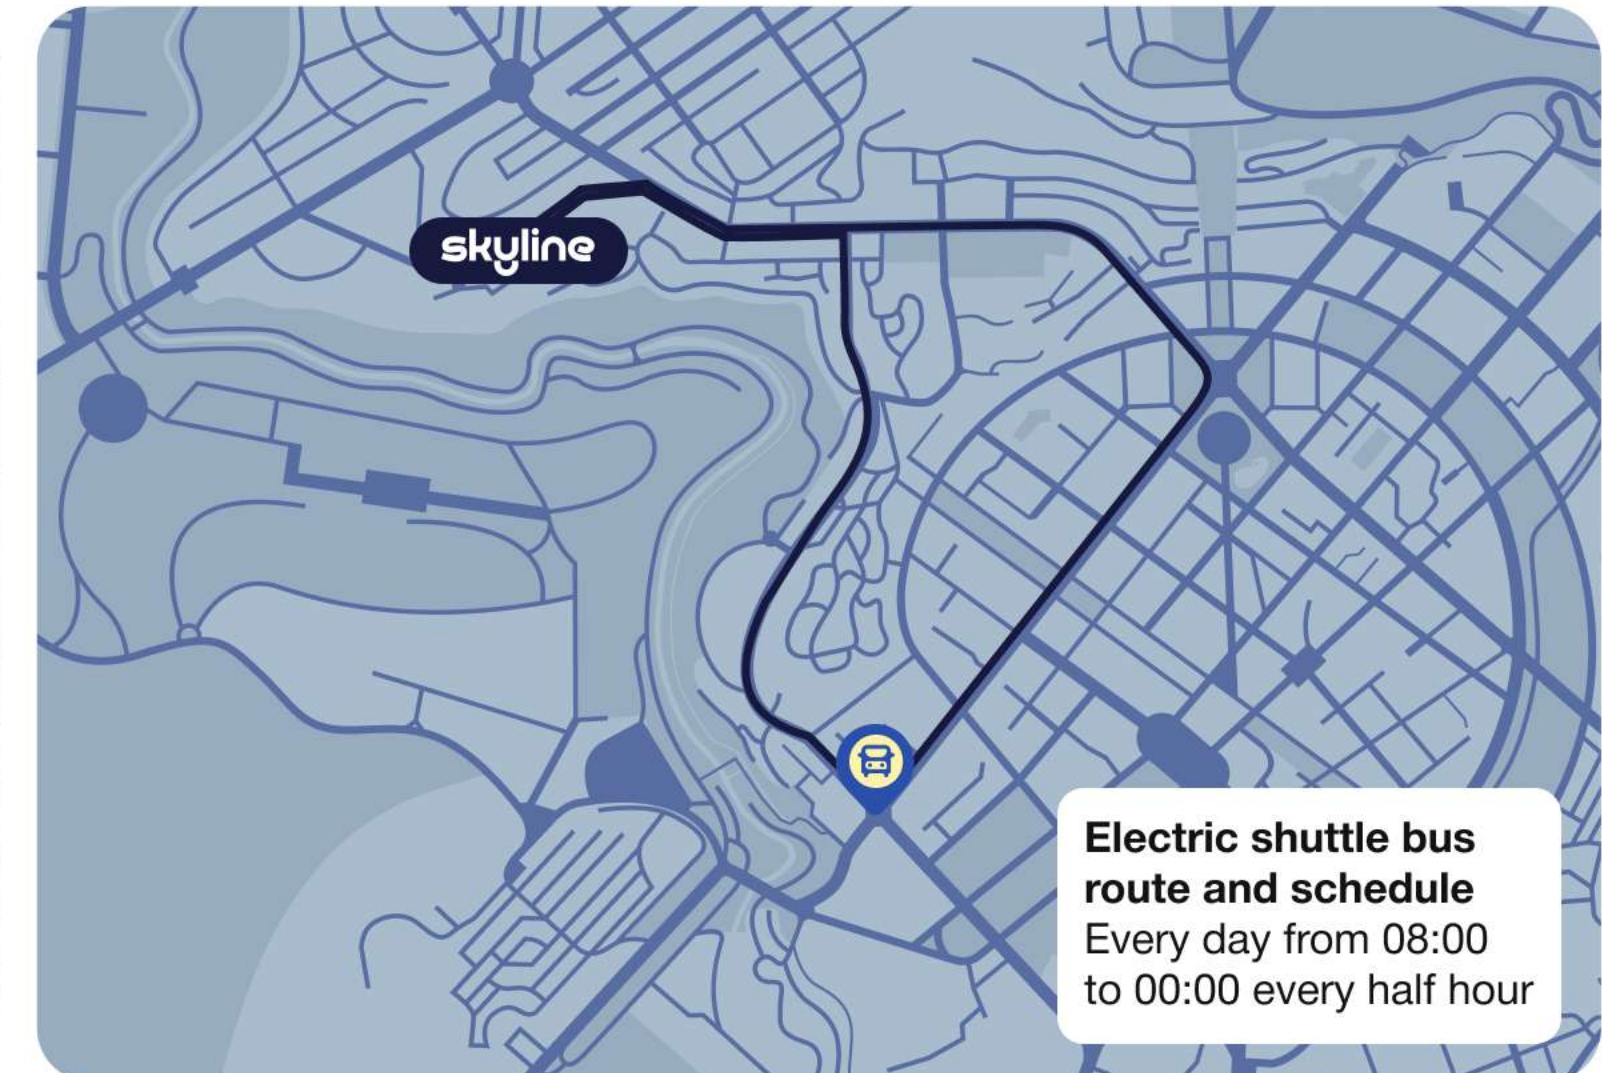 skyline
Electric shuttle bus
route and schedule
Every day from 08:00
to 00:00 every half hour